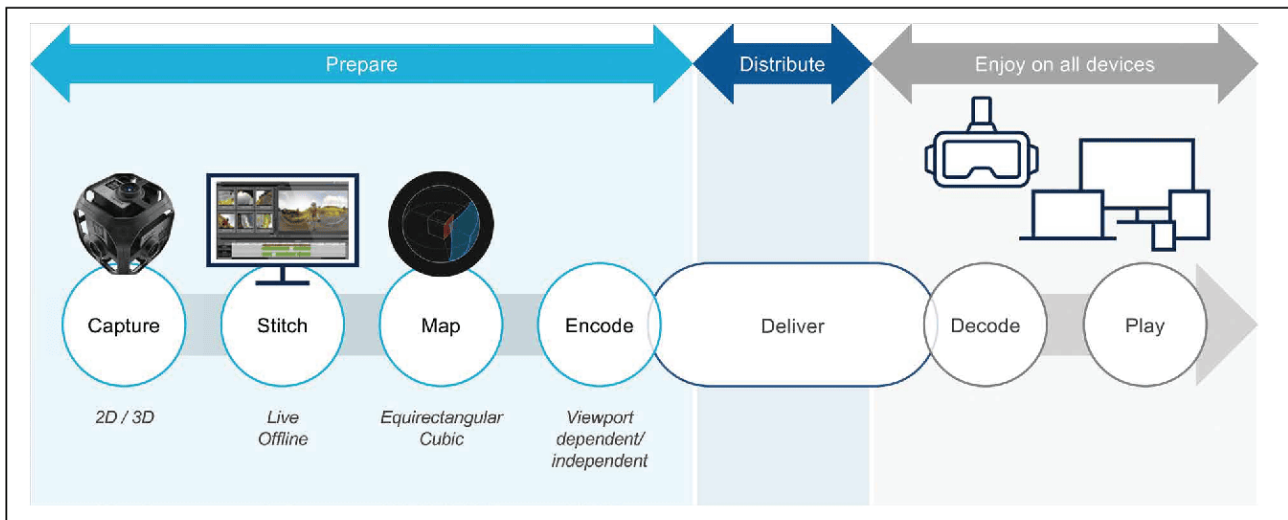 Prepare
Distribute
Enjoy on all devices
Capture
Stitch
Map
Encode
Deliver
Decode
Play
2D / 3D
Live
Offline
Equirectangular
Cubic
Viewport
dependent/
independent